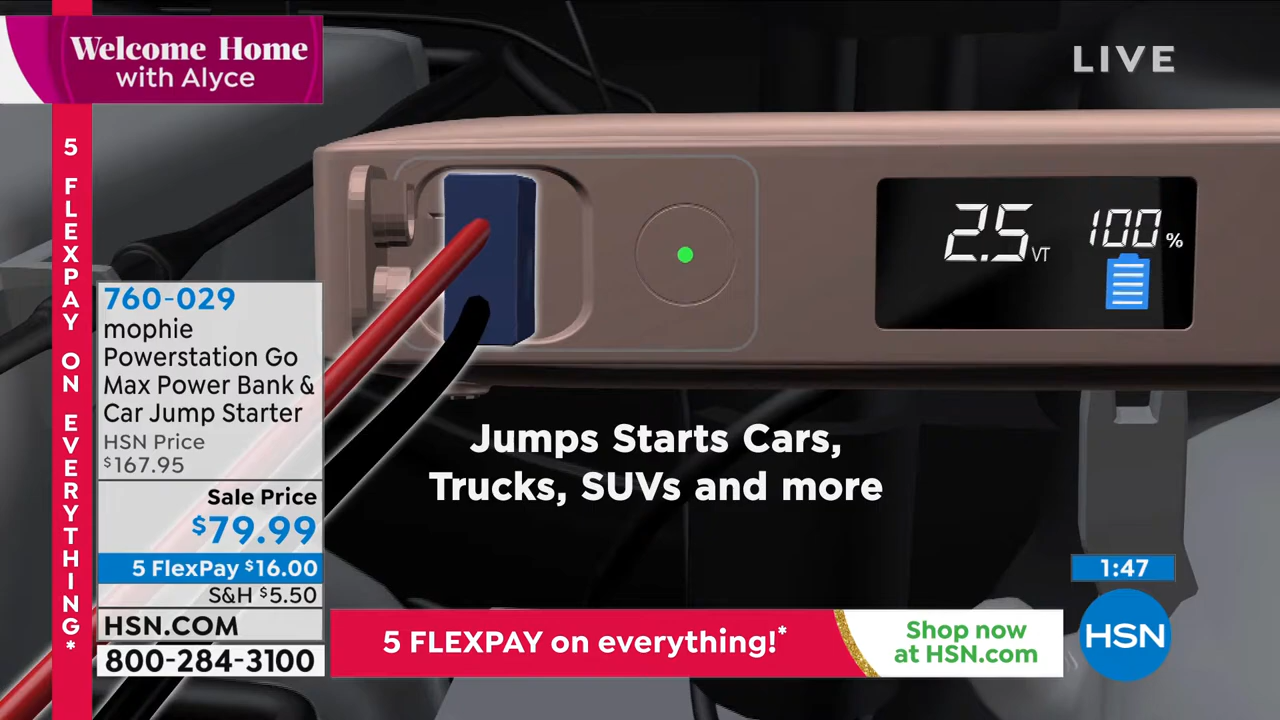 Welcome Home
with Alyce
LIVE
5 FLEXPAY ON EVERYTHING*
2.5 VT
100 %
760-029
mophie
Powerstation Go
Max Power Bank &
Car Jump Starter
HSN Price
$167.95
Sale Price
$79.99
5 FlexPay $16.00
S&H $5.50
HSN.COM
800-284-3100
Jumps Starts Cars,
Trucks, SUVs and more
1:47
HSN
5 FLEXPAY on everything!*
Shop now
at HSN.com